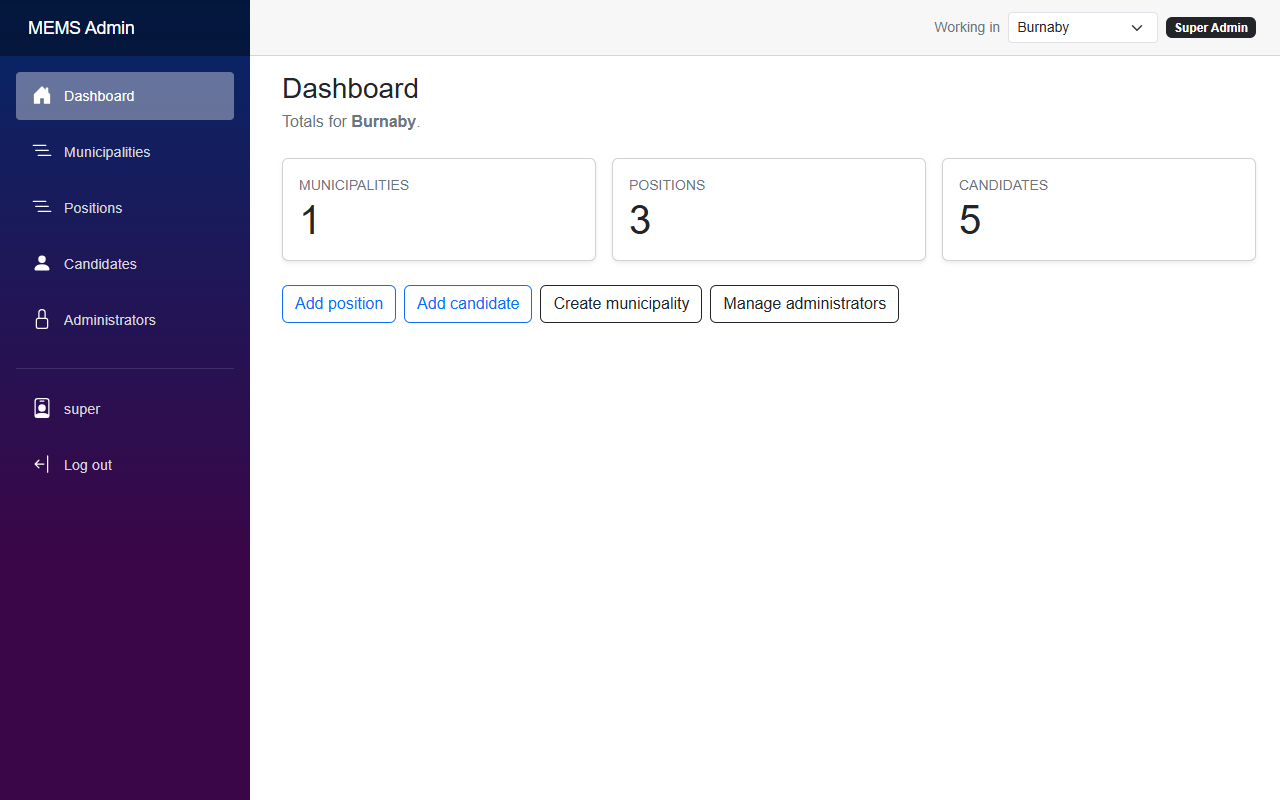 MEMS Admin
Working in Burnaby Super Admin
Dashboard
Municipalities
Positions
Candidates
Administrators
super
Log out
Dashboard
Totals for Burnaby.
MUNICIPALITIES
1
POSITIONS
3
CANDIDATES
5
Add position Add candidate Create municipality Manage administrators